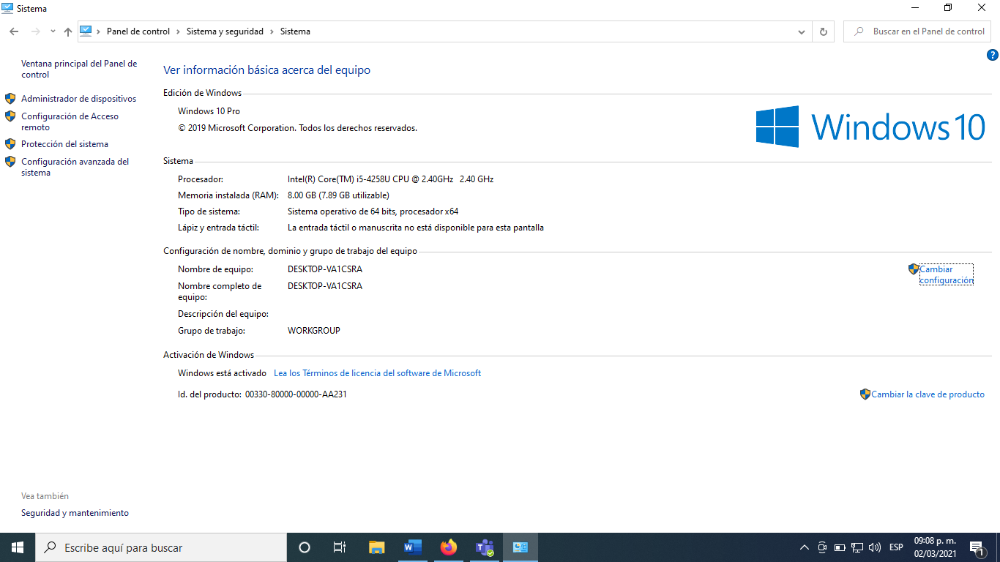 Sistema
Panel de control > Sistema y seguridad > Sistema
Buscar en el Panel de control
Ventana principal del Panel de
control
Administrador de dispositivos
Configuración de Acceso
remoto
Protección del sistema
Configuración avanzada del
sistema
Ver información básica acerca del equipo
Edición de Windows
Windows 10 Pro
© 2019 Microsoft Corporation. Todos los derechos reservados.
Windows 10
Sistema
Procesador: Intel(R) Core(TM) i5-4258U CPU @ 2.40GHz 2.40 GHz
Memoria instalada (RAM): 8.00 GB (7.89 GB utilizable)
Tipo de sistema: Sistema operativo de 64 bits, procesador x64
Lápiz y entrada táctil: La entrada táctil o manuscrita no está disponible para esta pantalla
Configuración de nombre, dominio y grupo de trabajo del equipo
Nombre de equipo: DESKTOP-VA1CSRA
Cambiar
configuración
Nombre completo de
equipo:
DESKTOP-VA1CSRA
Descripción del equipo:
Grupo de trabajo: WORKGROUP
Activación de Windows
Windows está activado Lea los Términos de licencia del software de Microsoft
Id. del producto: 00330-80000-00000-AA231
Cambiar la clave de producto
Vea también
Seguridad y mantenimiento
Escribe aquí para buscar
ESP
09:08 p. m.
02/03/2021
1